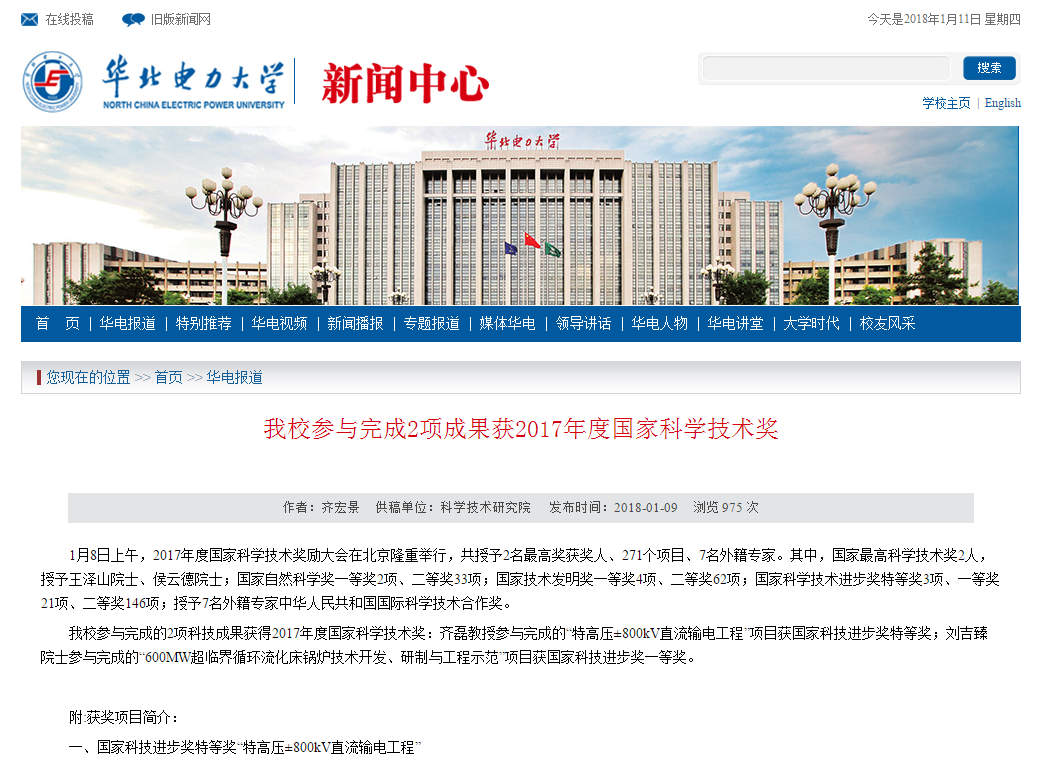 在线投稿 旧版新闻网 今天是2018年1月11日 星期四
华北电力大学 新闻中心
NORTH CHINA ELECTRIC POWER UNIVERSITY
搜索
学校主页 | English
华北电力大学
首 页 | 华电报道 | 特别推荐 | 华电视频 | 新闻播报 | 专题报道 | 媒体华电 | 领导讲话 | 华电人物 | 华电讲堂 | 大学时代 | 校友风采
您现在的位置 >> 首页 >> 华电报道
我校参与完成2项成果获2017年度国家科学技术奖
作者：齐宏景 供稿单位：科学技术研究院 发布时间：2018-01-09 浏览 975 次
1月8日上午，2017年度国家科学技术奖励大会在北京隆重举行，共授予2名最高奖获奖人、271个项目、7名外籍专家。其中，国家最高科学技术奖2人，
授予王泽山院士、侯云德院士；国家自然科学奖一等奖2项、二等奖33项；国家技术发明奖一等奖4项、二等奖62项；国家科学技术进步奖特等奖3项、一等奖
21项、二等奖146项；授予7名外籍专家中华人民共和国国际科学技术合作奖。
我校参与完成的2项科技成果获得2017年度国家科学技术奖：齐磊教授参与完成的“特高压±800kV直流输电工程”项目获国家科技进步奖特等奖；刘吉臻
院士参与完成的“600MW超临界循环流化床锅炉技术开发、研制与工程示范”项目获国家科技进步奖一等奖。
附:获奖项目简介：
一、国家科技进步奖特等奖“特高压±800kV直流输电工程”